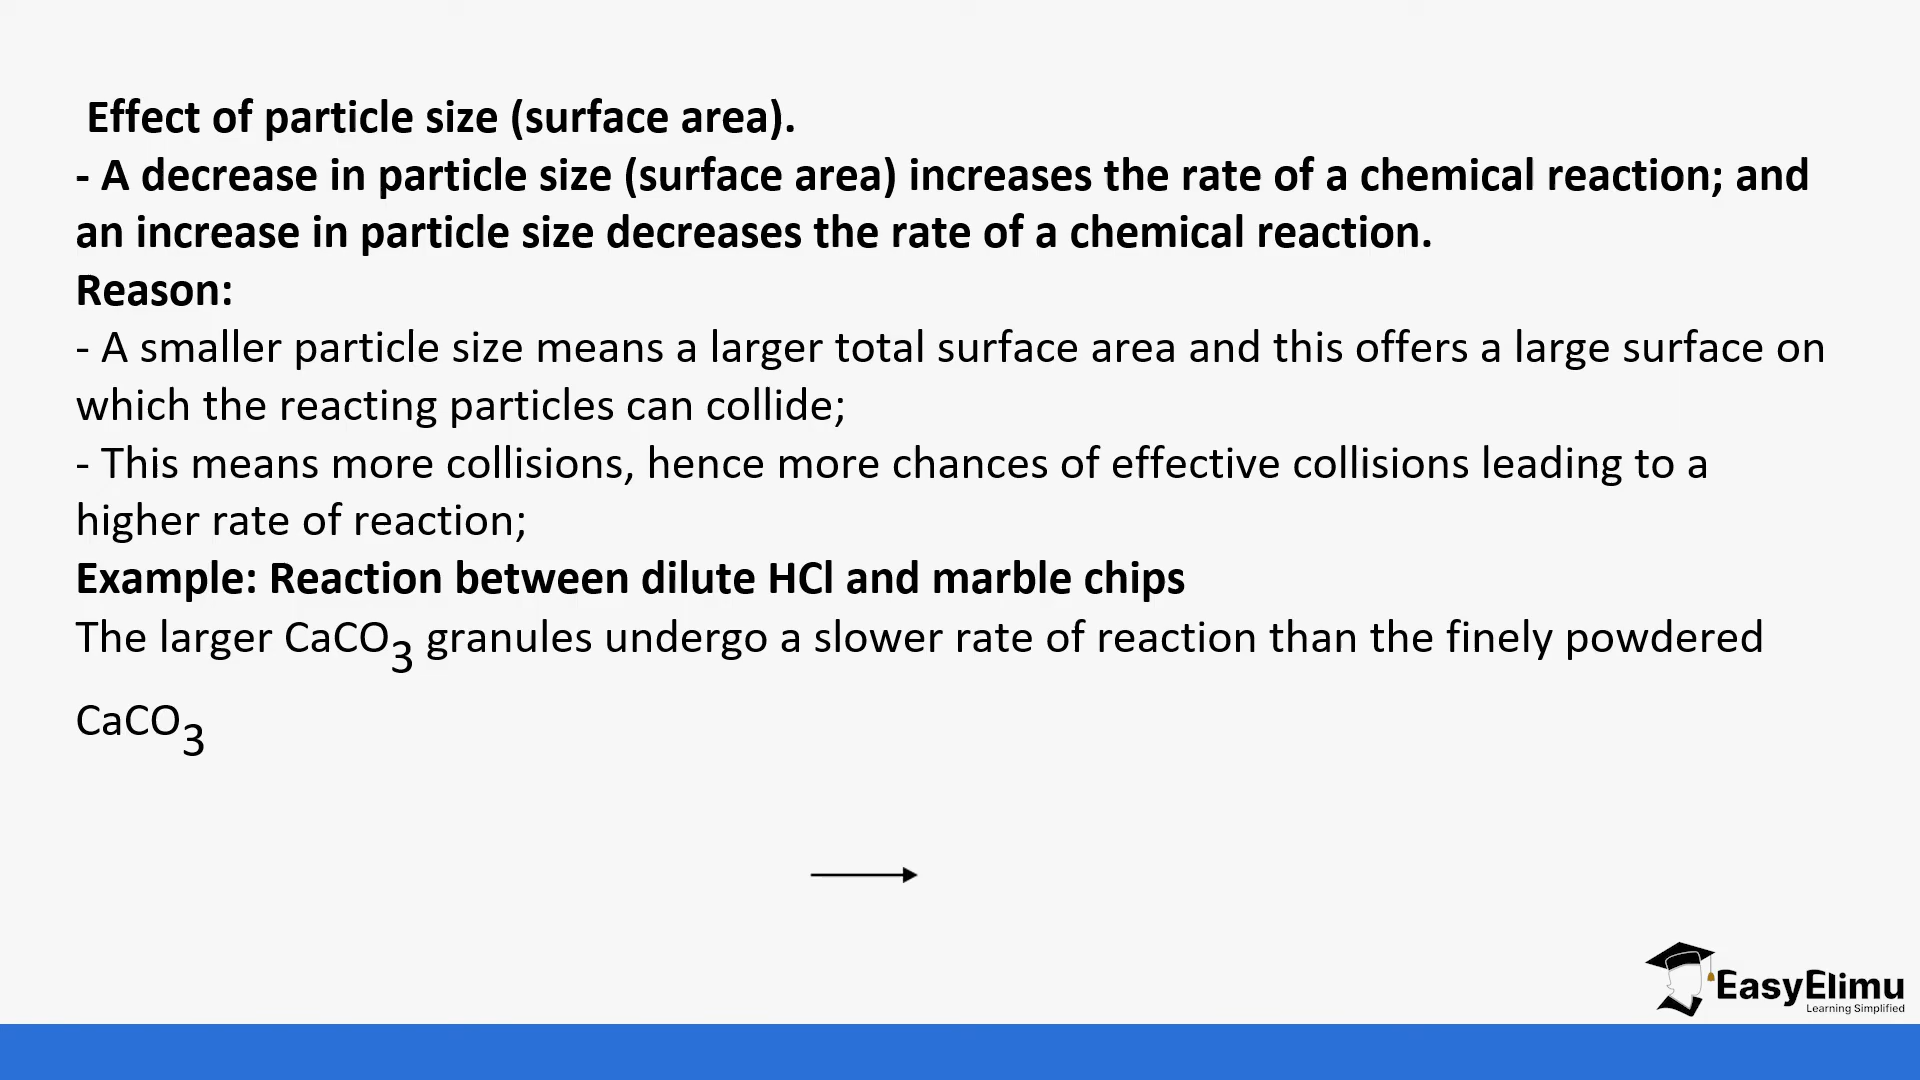 Effect of particle size (surface area).
- A decrease in particle size (surface area) increases the rate of a chemical reaction; and
an increase in particle size decreases the rate of a chemical reaction.
Reason:
- A smaller particle size means a larger total surface area and this offers a large surface on
which the reacting particles can collide;
- This means more collisions, hence more chances of effective collisions leading to a
higher rate of reaction;
Example: Reaction between dilute HCl and marble chips
The larger CaCO3 granules undergo a slower rate of reaction than the finely powdered
CaCO3
EasyElimu
Learning Simplified